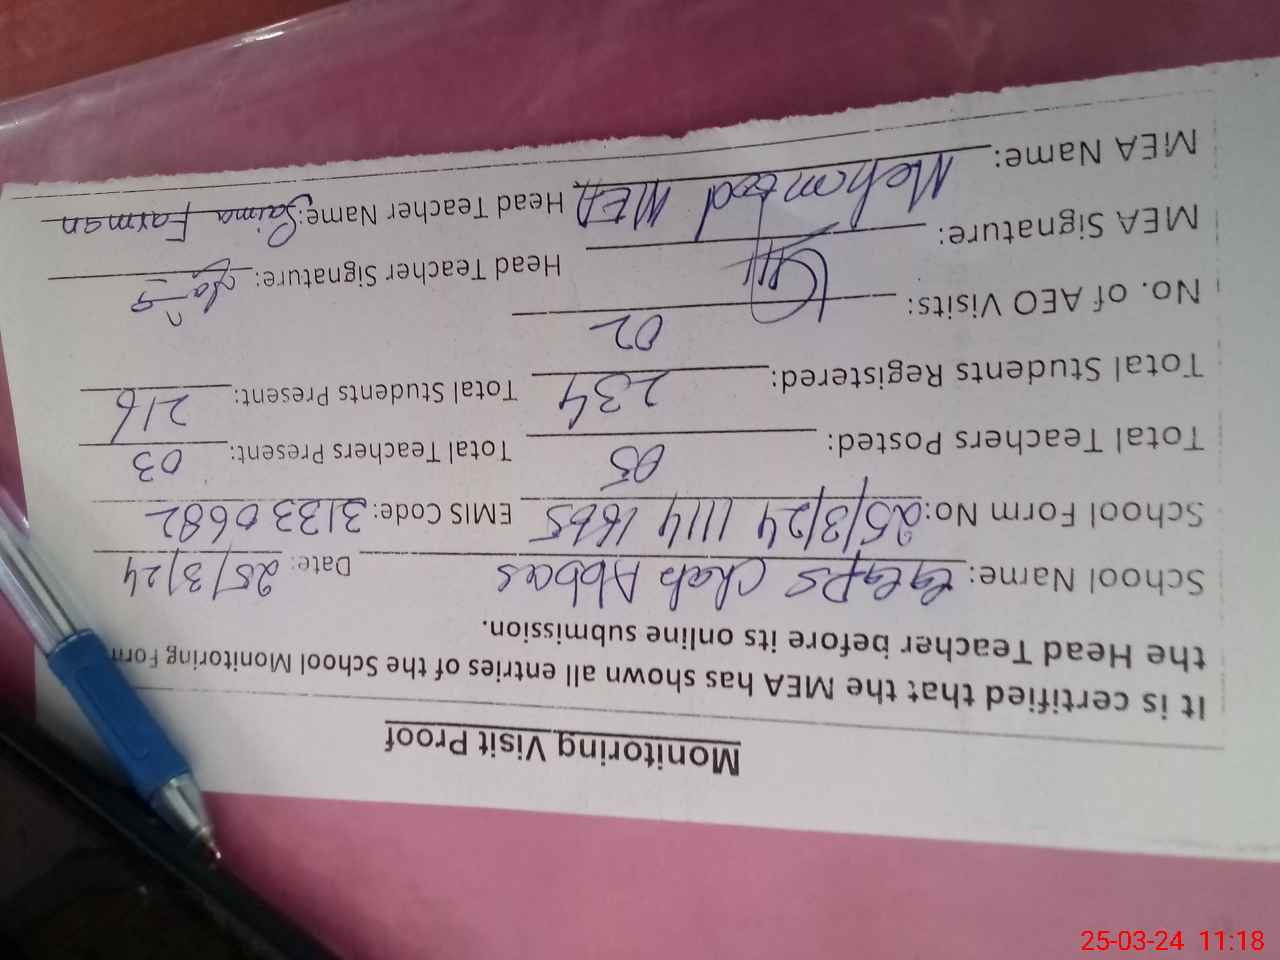 Monitoring Visit Proof
It is certified that the MEA has shown all entries of the School Monitoring Form
the Head Teacher before its online submission.
School Name: GGPS Chah Abbas Date: 25/3/24
School Form No: 25/3/24 1114 1665 EMIS Code: 31330682
Total Teachers Posted: 05 Total Teachers Present: 03
Total Students Registered: 234 Total Students Present: 216
No. of AEO Visits: 02
MEA Signature: Head Teacher Signature:
MEA Name: Mehmood MEA Head Teacher Name: Saima Farman
25-03-24 11:18